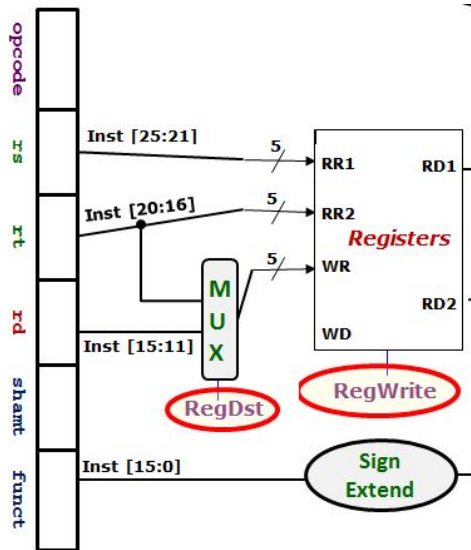 opcode
rs
rt
rd
shamt
funct
Inst [25:21]
5
RR1
RD1
Inst [20:16]
5
RR2
Registers
5
WR
M
U
X
RD2
Inst [15:11]
WD
RegDst
RegWrite
Inst [15:0]
Sign
Extend